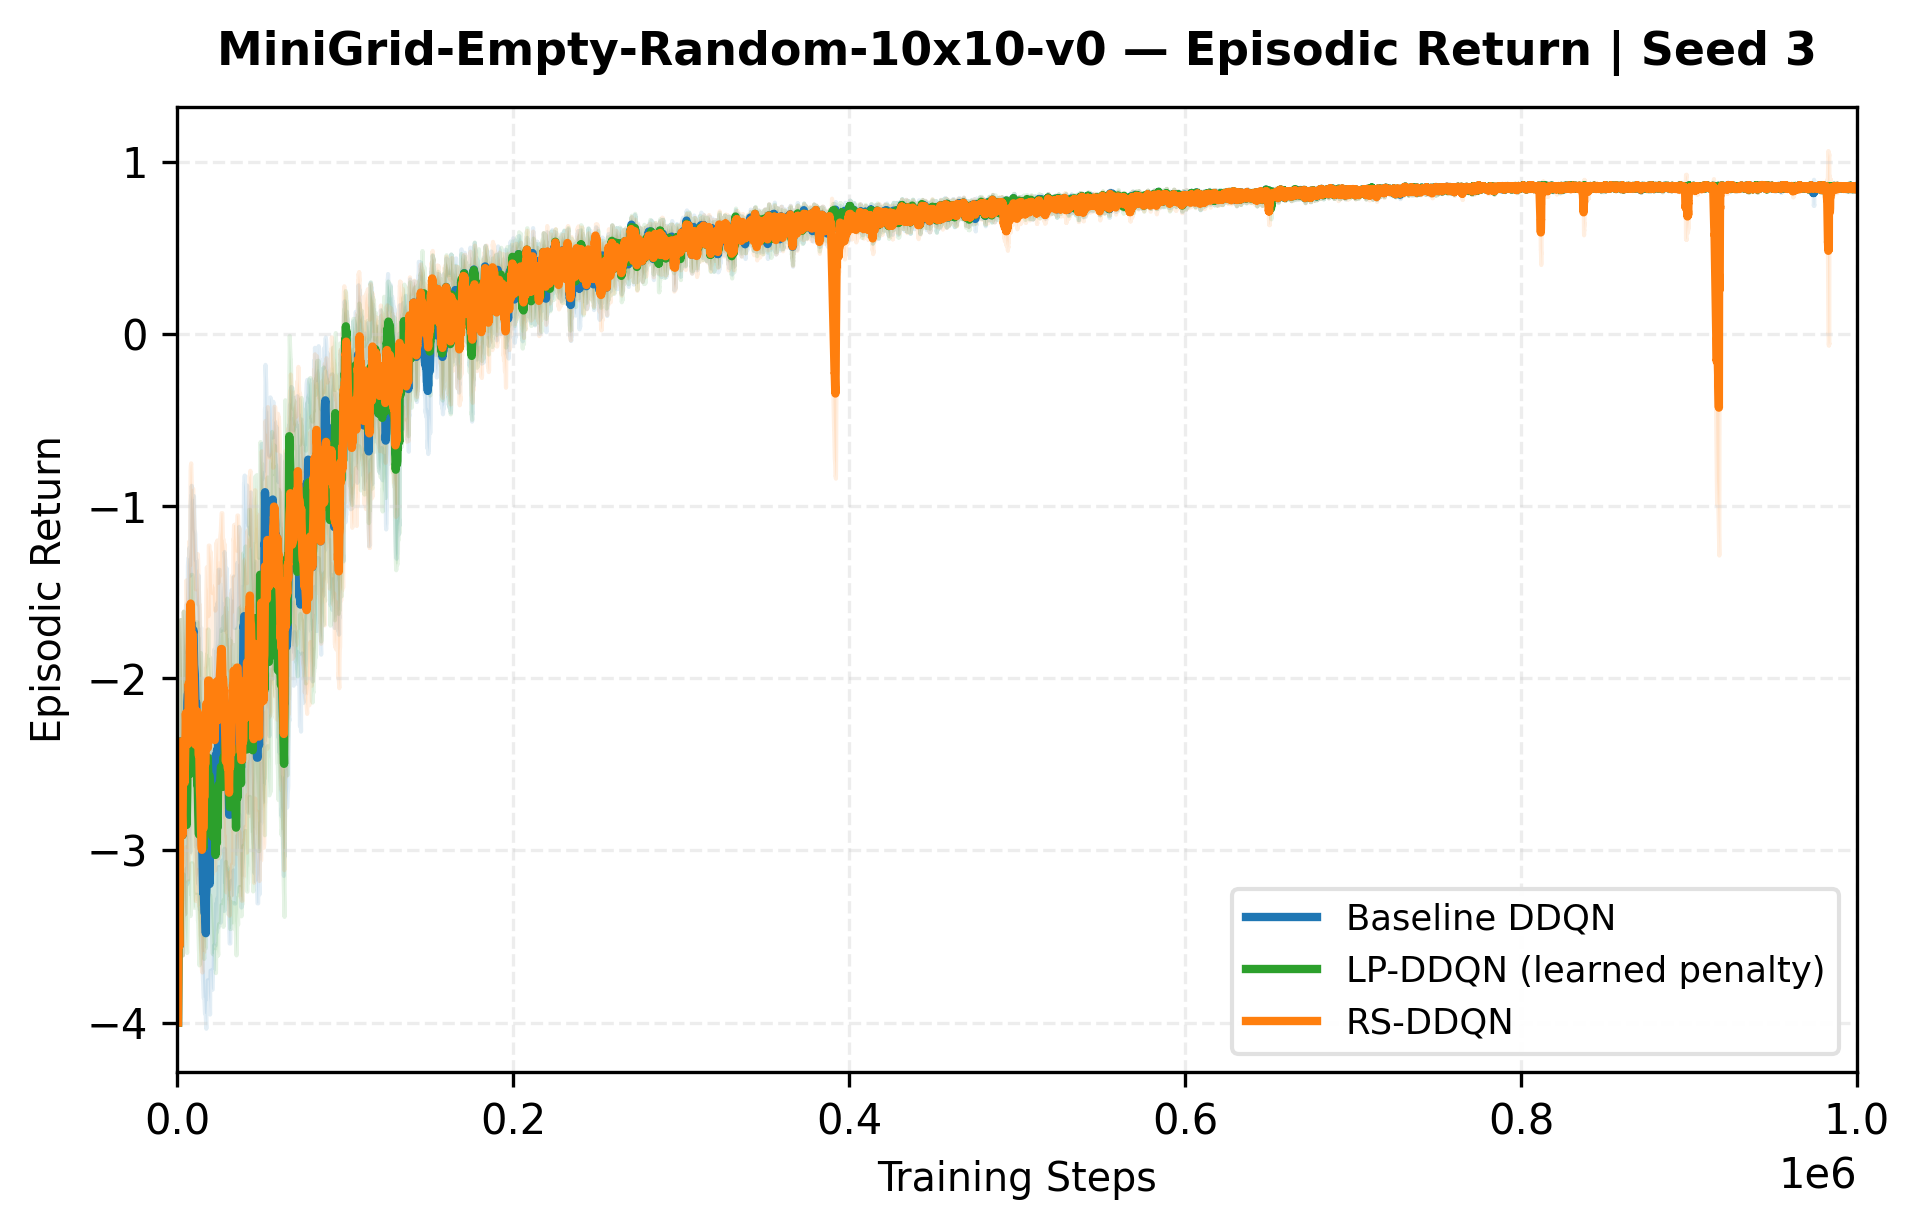 MiniGrid-Empty-Random-10x10-v0 — Episodic Return | Seed 3
Episodic Return
1
0
−1
−2
−3
−4
0.0 0.2 0.4 0.6 0.8 1.0
1e6
Training Steps
Baseline DDQN
LP-DDQN (learned penalty)
RS-DDQN